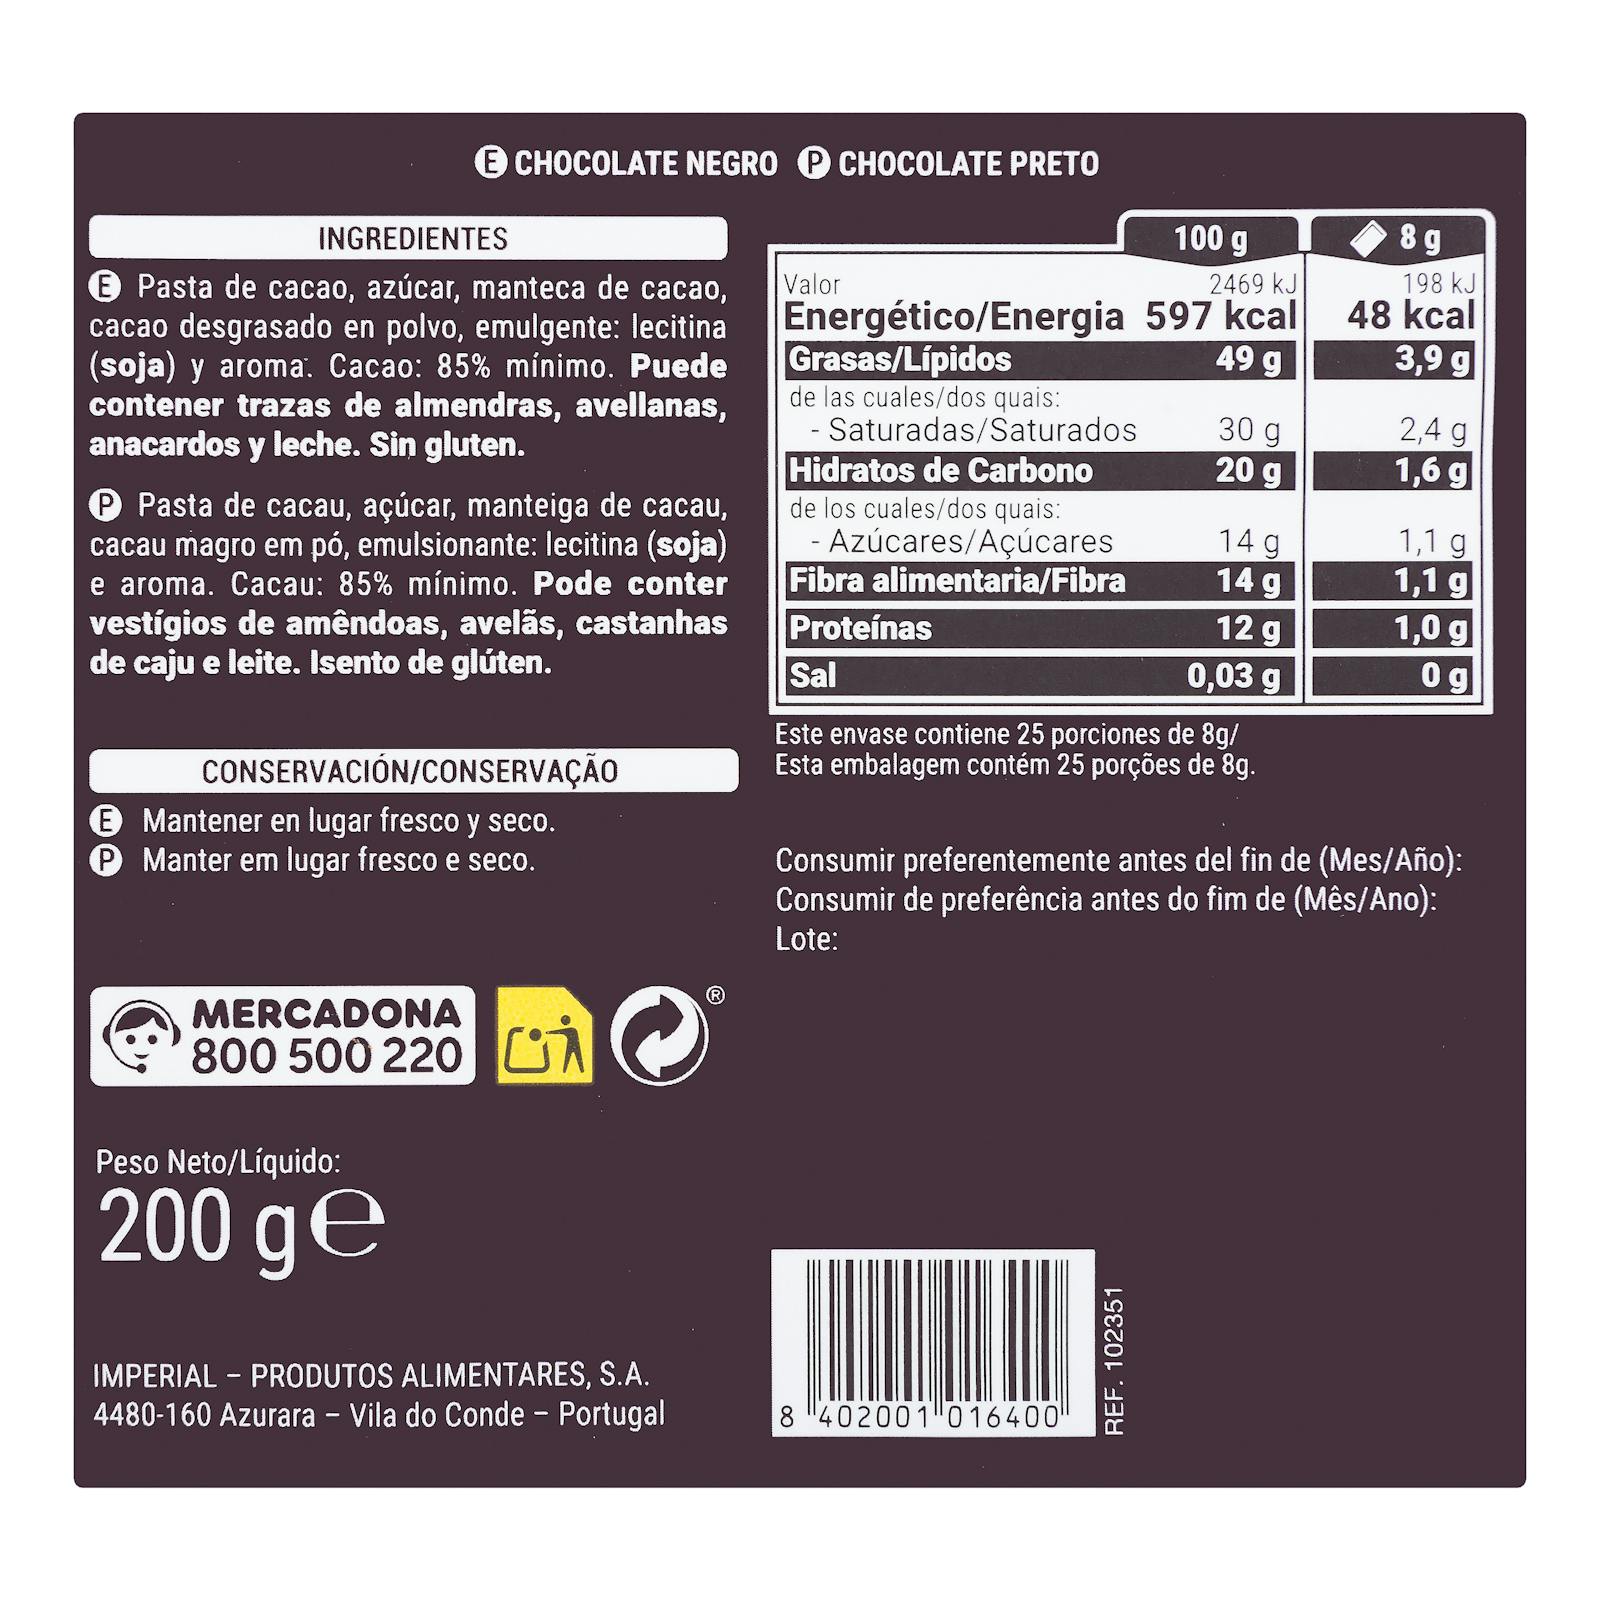 E CHOCOLATE NEGRO P CHOCOLATE PRETO
INGREDIENTES
E Pasta de cacao, azúcar, manteca de cacao,
cacao desgrasado en polvo, emulgente: lecitina
(soja) y aroma. Cacao: 85% mínimo. Puede
contener trazas de almendras, avellanas,
anacardos y leche. Sin gluten.
P Pasta de cacau, açúcar, manteiga de cacau,
cacau magro em pó, emulsionante: lecitina (soja)
e aroma. Cacau: 85% mínimo. Pode conter
vestígios de amêndoas, avelãs, castanhas
de caju e leite. Isento de glúten.
CONSERVACIÓN/CONSERVAÇÃO
E Mantener en lugar fresco y seco.
P Manter em lugar fresco e seco.
MERCADONA
800 500 220
®
Peso Neto/Líquido:
200 g e
IMPERIAL – PRODUTOS ALIMENTARES, S.A.
4480-160 Azurara – Vila do Conde – Portugal
100 g 8 g
Valor 2469 kJ 198 kJ
Energético/Energia 597 kcal 48 kcal
Grasas/Lípidos 49 g 3,9 g
de las cuales/dos quais:
- Saturadas/Saturados 30 g 2,4 g
Hidratos de Carbono 20 g 1,6 g
de los cuales/dos quais:
- Azúcares/Açúcares 14 g 1,1 g
Fibra alimentaria/Fibra 14 g 1,1 g
Proteínas 12 g 1,0 g
Sal 0,03 g 0 g
Este envase contiene 25 porciones de 8g/
Esta embalagem contém 25 porções de 8g.
Consumir preferentemente antes del fin de (Mes/Año):
Consumir de preferência antes do fim de (Mês/Ano):
Lote:
8 402001 016400
REF. 102351